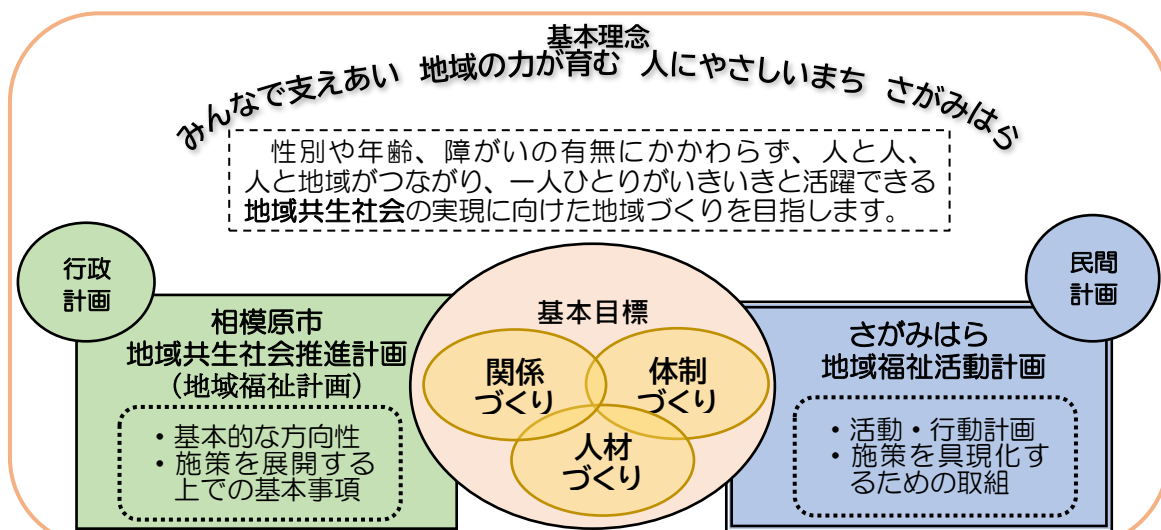 基本理念
みんなで支えあい 地域の力が育む 人にやさしいまち さがみはら
性別や年齢、障がいの有無にかかわらず、人と人、
人と地域がつながり、一人ひとりがいきいきと活躍できる
地域共生社会の実現に向けた地域づくりを目指します。
行政
計画
相模原市
地域共生社会推進計画
（地域福祉計画）
・基本的な方向性
・施策を展開する
上での基本事項
基本目標
関係
づくり
体制
づくり
人材
づくり
民間
計画
さがみはら
地域福祉活動計画
・活動・行動計画
・施策を具現化す
るための取組